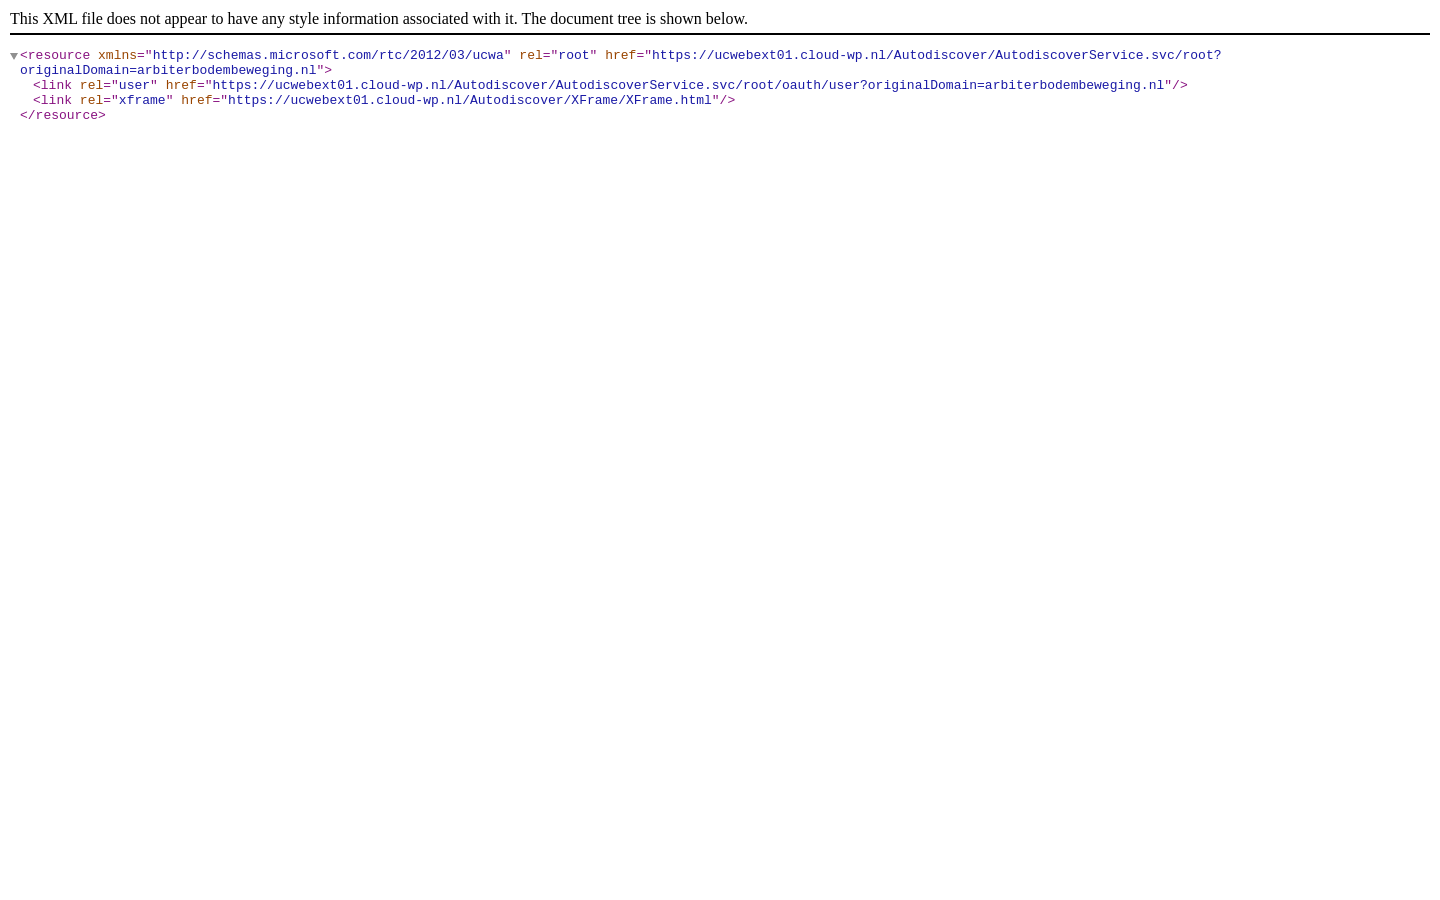 This XML file does not appear to have any style information associated with it. The document tree is shown below.
<resource xmlns="http://schemas.microsoft.com/rtc/2012/03/ucwa" rel="root" href="https://ucwebext01.cloud-wp.nl/Autodiscover/AutodiscoverService.svc/root?
originalDomain=arbiterbodembeweging.nl">
<link rel="user" href="https://ucwebext01.cloud-wp.nl/Autodiscover/AutodiscoverService.svc/root/oauth/user?originalDomain=arbiterbodembeweging.nl"/>
<link rel="xframe" href="https://ucwebext01.cloud-wp.nl/Autodiscover/XFrame/XFrame.html"/>
</resource>